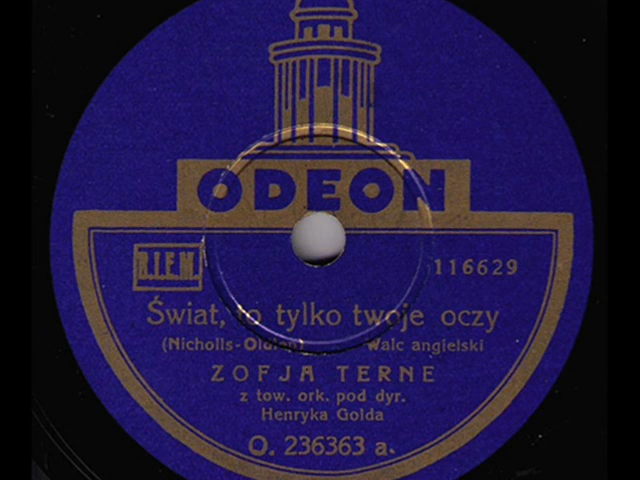 ODEON
B.I.E.M.
116629
Świat, to tylko twoje oczy
(Nicholls-Oldlen) Walc angielski
ZOFJA TERNE
z tow. ork. pod dyr.
Henryka Golda
O. 236363 a.